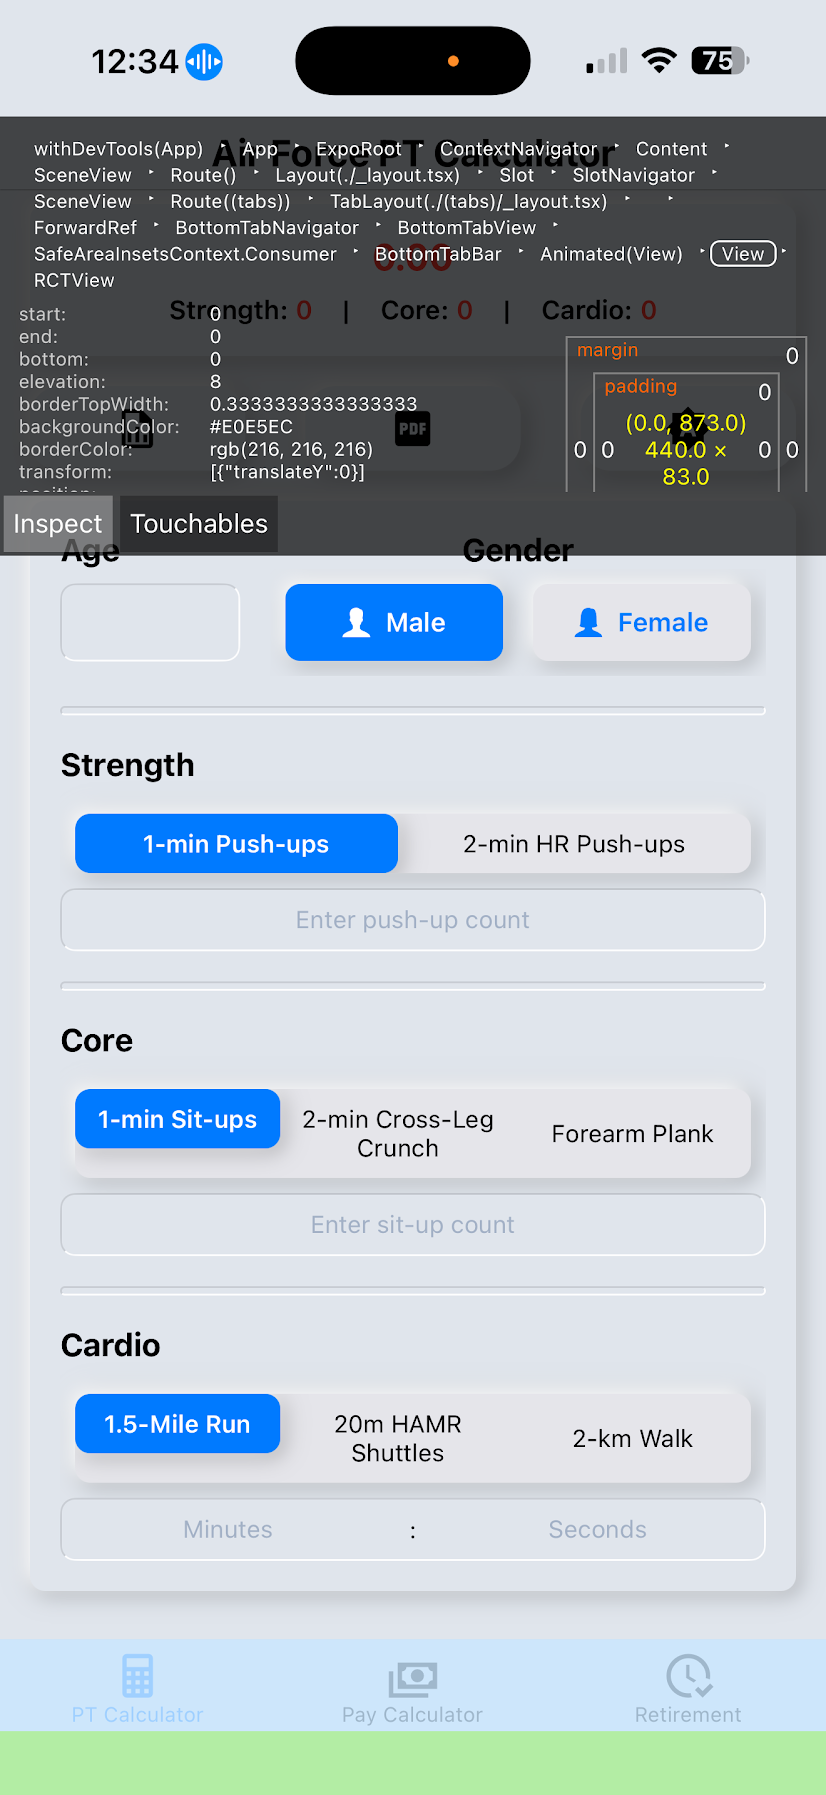 12:34
75
Air Force PT Calculator
withDevTools(App) ‣ App ‣ ExpoRoot ‣ ContextNavigator ‣ Content ‣
SceneView ‣ Route() ‣ Layout(./_layout.tsx) ‣ Slot ‣ SlotNavigator ‣
SceneView ‣ Route((tabs)) ‣ TabLayout(./(tabs)/_layout.tsx) ‣ ‣
ForwardRef ‣ BottomTabNavigator ‣ BottomTabView ‣
SafeAreaInsetsContext.Consumer ‣ BottomTabBar ‣ Animated(View) ‣ View ‣
RCTView
0.00
Strength: 0 | Core: 0 | Cardio: 0
start: 0
end: 0
bottom: 0
elevation: 8
borderTopWidth: 0.3333333333333333
backgroundColor: #E0E5EC
borderColor: rgb(216, 216, 216)
transform: [{"translateY":0}]
position:
margin 0
padding 0
(0.0, 873.0)
0 0 440.0 × 0 0
83.0
PDF
Inspect Touchables
Age Gender
Male Female
Strength
1-min Push-ups 2-min HR Push-ups
Enter push-up count
Core
1-min Sit-ups 2-min Cross-Leg Crunch Forearm Plank
Enter sit-up count
Cardio
1.5-Mile Run 20m HAMR Shuttles 2-km Walk
Minutes : Seconds
PT Calculator Pay Calculator Retirement